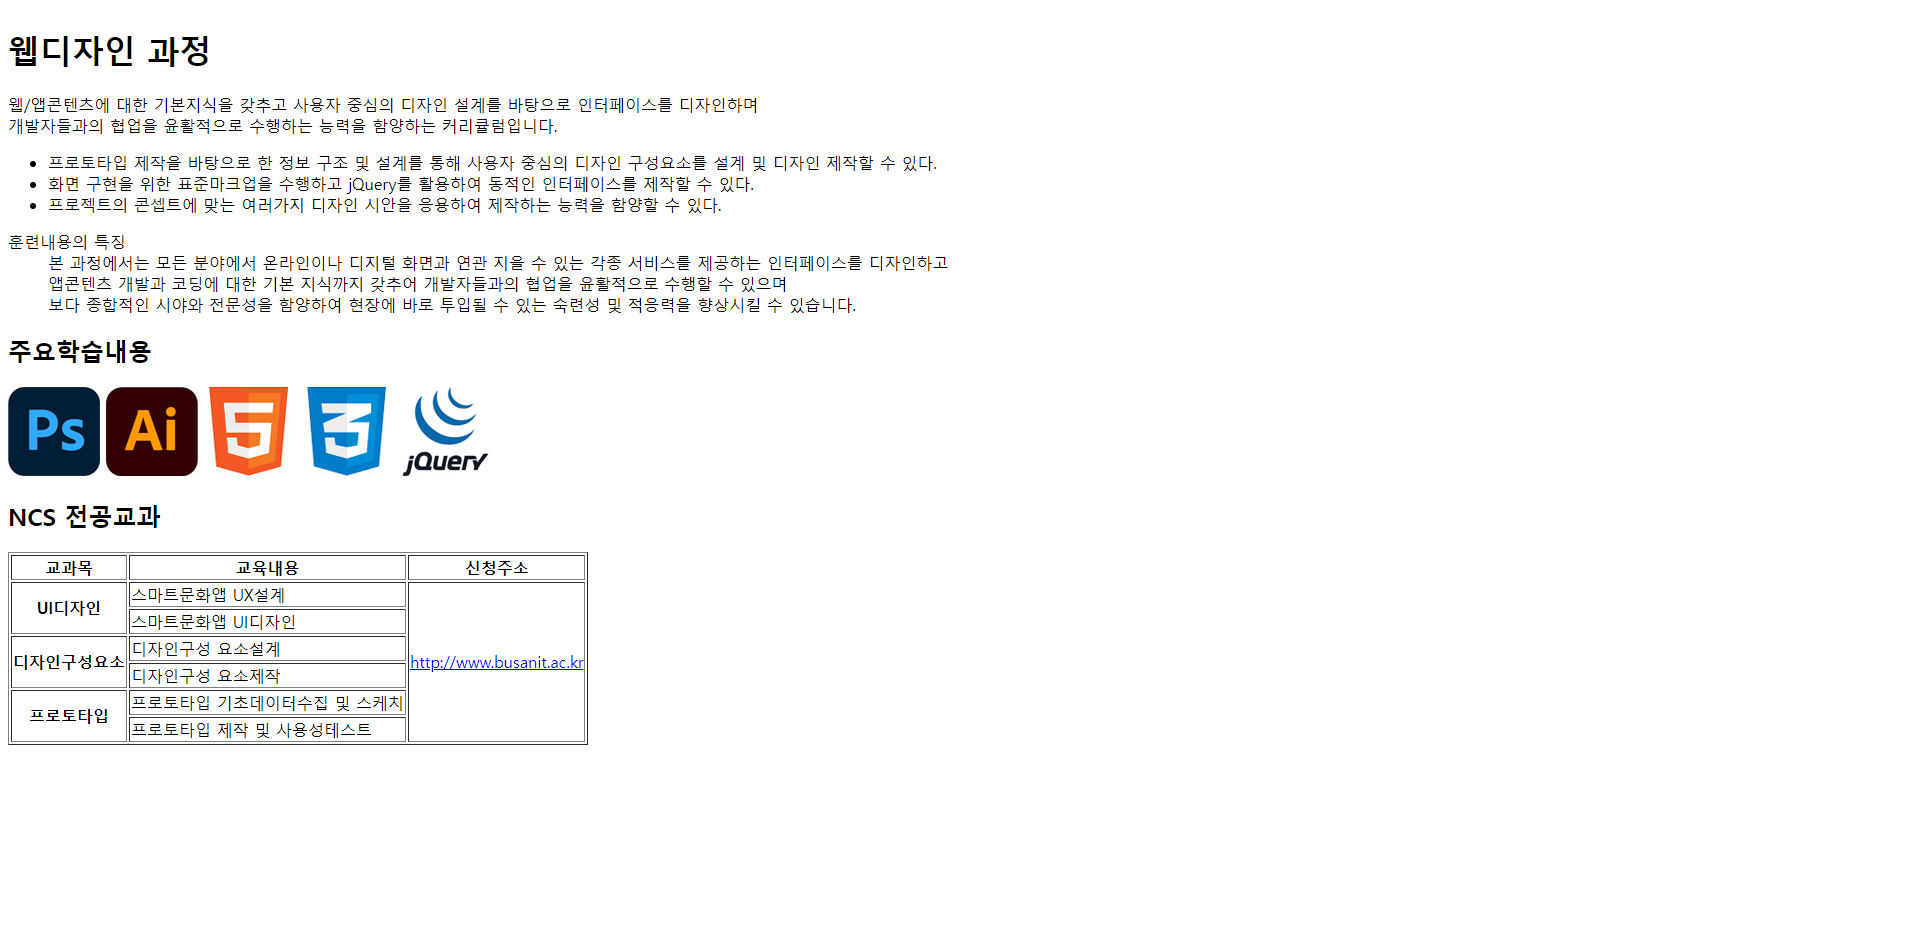 웹디자인 과정
웹/앱콘텐츠에 대한 기본지식을 갖추고 사용자 중심의 디자인 설계를 바탕으로 인터페이스를 디자인하며
개발자들과의 협업을 윤활적으로 수행하는 능력을 함양하는 커리큘럼입니다.
프로토타입 제작을 바탕으로 한 정보 구조 및 설계를 통해 사용자 중심의 디자인 구성요소를 설계 및 디자인 제작할 수 있다.
화면 구현을 위한 표준마크업을 수행하고 jQuery를 활용하여 동적인 인터페이스를 제작할 수 있다.
프로젝트의 콘셉트에 맞는 여러가지 디자인 시안을 응용하여 제작하는 능력을 함양할 수 있다.
훈련내용의 특징
본 과정에서는 모든 분야에서 온라인이나 디지털 화면과 연관 지을 수 있는 각종 서비스를 제공하는 인터페이스를 디자인하고
앱콘텐츠 개발과 코딩에 대한 기본 지식까지 갖추어 개발자들과의 협업을 윤활적으로 수행할 수 있으며
보다 종합적인 시야와 전문성을 함양하여 현장에 바로 투입될 수 있는 숙련성 및 적응력을 향상시킬 수 있습니다.
주요학습내용
Ps Ai 5 3 jQuery
NCS 전공교과
교과목 교육내용 신청주소
UI디자인 스마트문화앱 UX설계
스마트문화앱 UI디자인
디자인구성요소 디자인구성 요소설계 http://www.busanit.ac.kr
디자인구성 요소제작
프로토타입 프로토타입 기초데이터수집 및 스케치
프로토타입 제작 및 사용성테스트